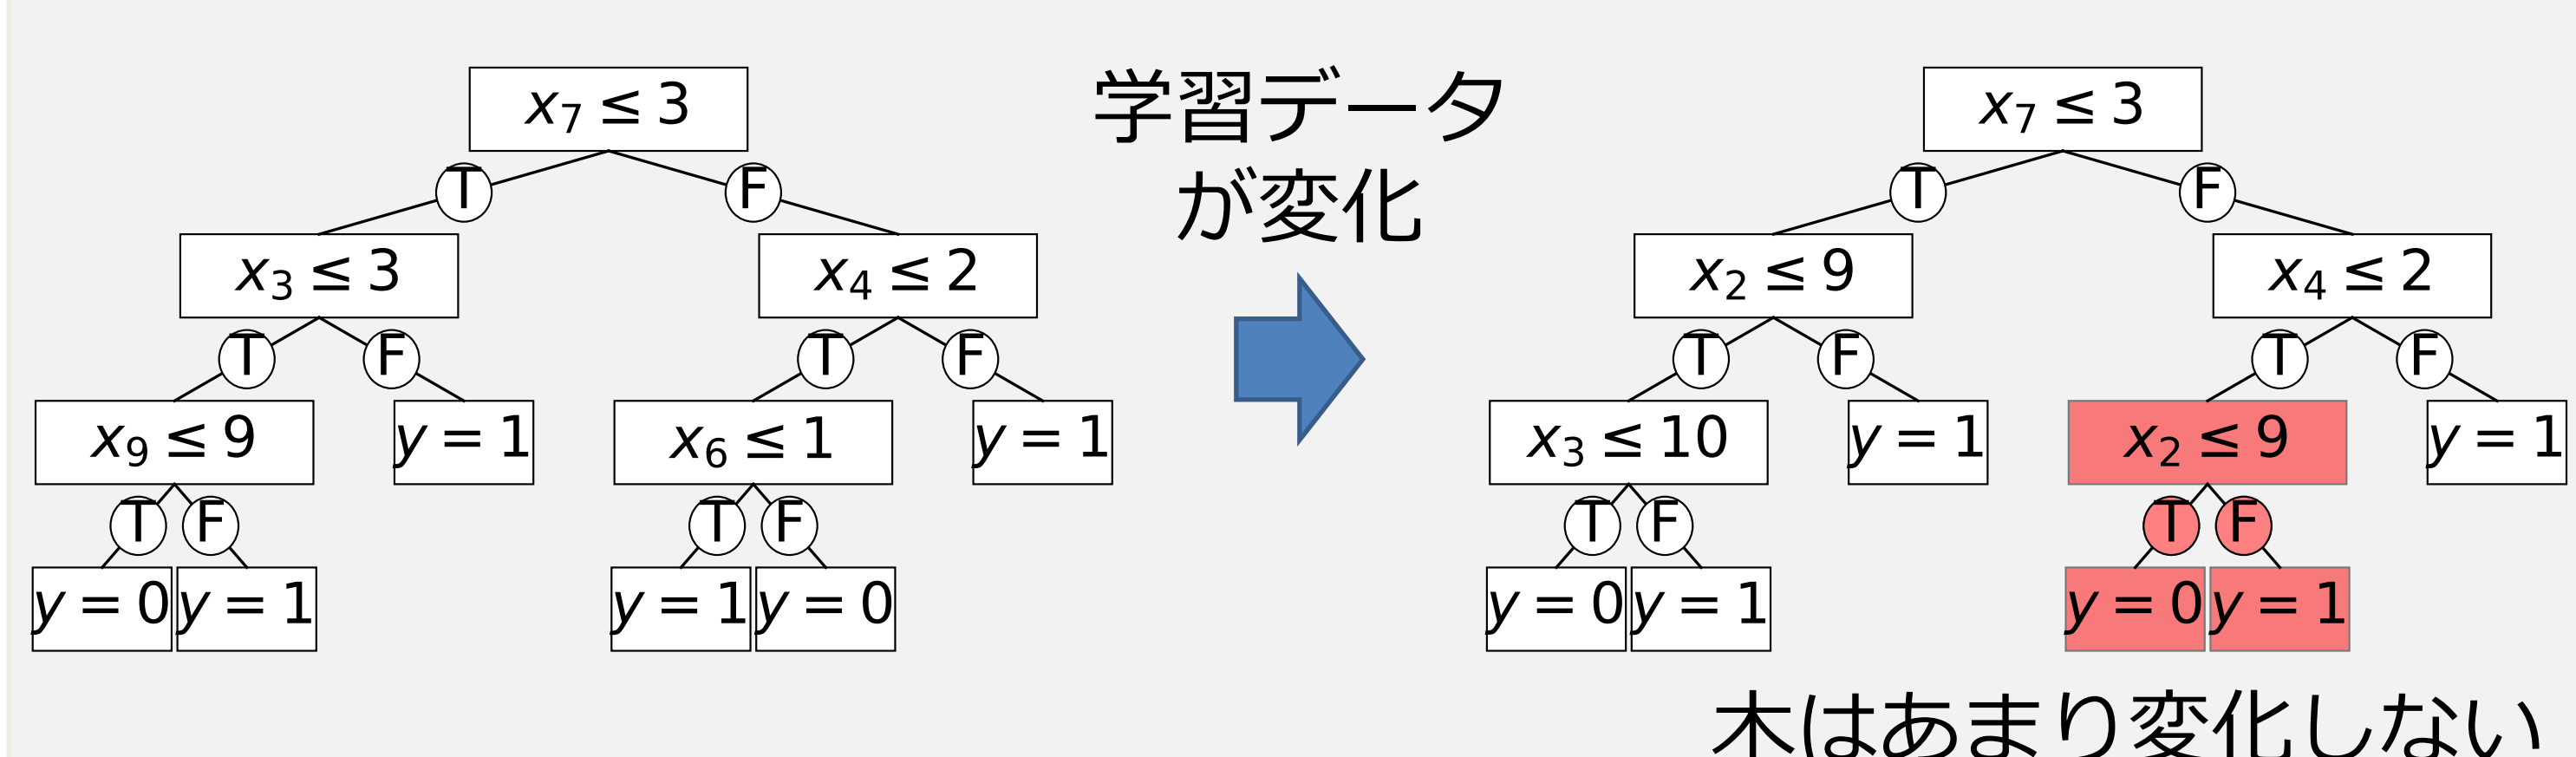 x₇ ≤ 3
T F
x₃ ≤ 3 x₄ ≤ 2
T F T F
x₉ ≤ 9 y = 1 x₆ ≤ 1 y = 1
T F T F
y = 0 y = 1 y = 1 y = 0
学習データ
が変化
x₇ ≤ 3
T F
x₂ ≤ 9 x₄ ≤ 2
T F T F
x₃ ≤ 10 y = 1 x₂ ≤ 9 y = 1
T F T F
y = 0 y = 1 y = 0 y = 1
木はあまり変化しない